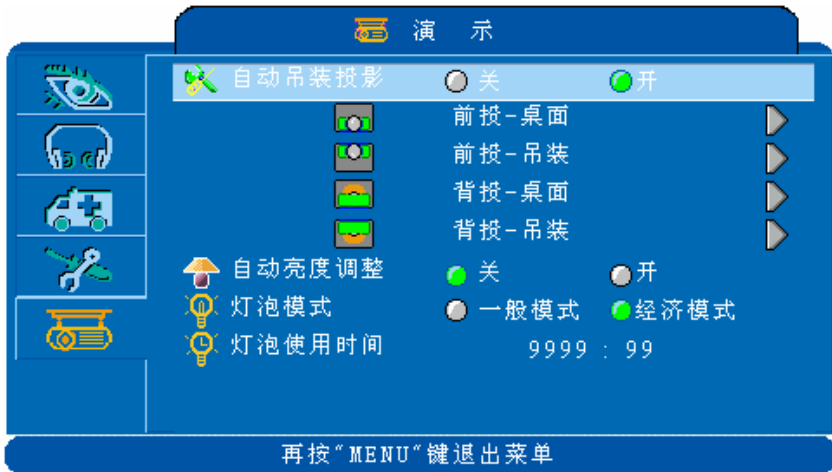 演 示
自动吊装投影 关 开
前投-桌面
前投-吊装
背投-桌面
背投-吊装
自动亮度调整 关 开
灯泡模式 一般模式 经济模式
灯泡使用时间 9999 : 99
再按“MENU“键退出菜单